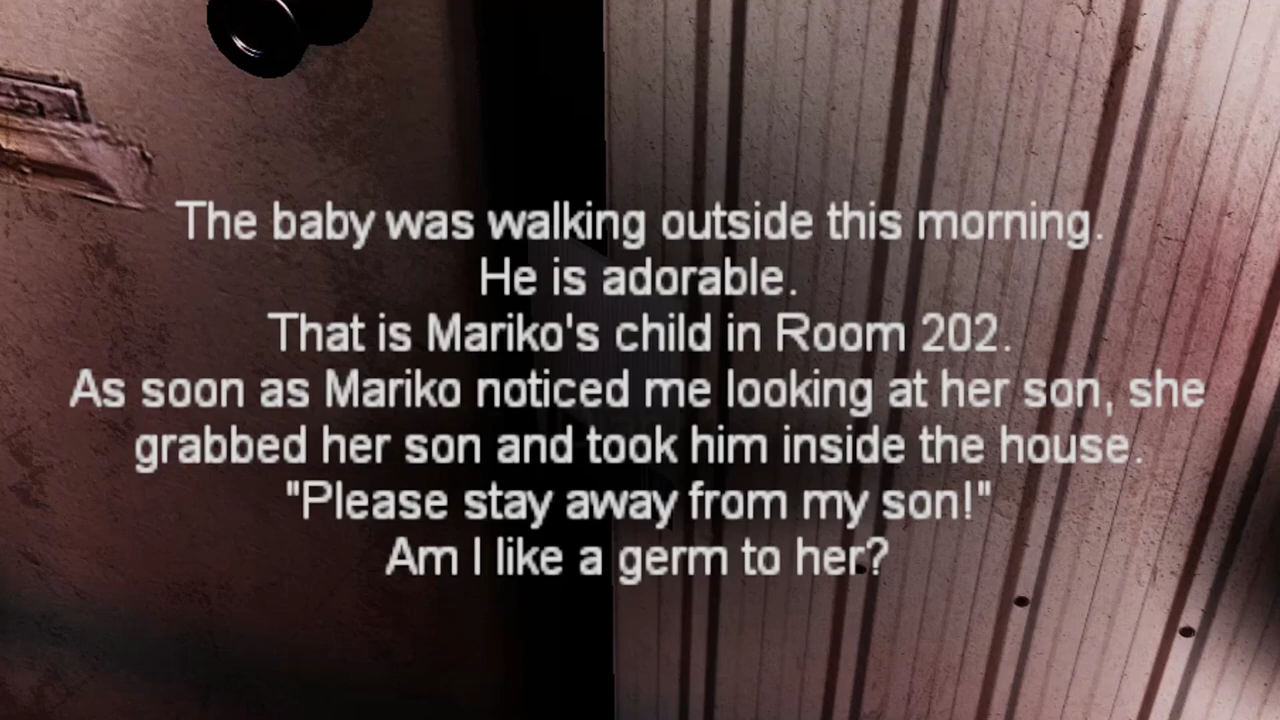 The baby was walking outside this morning.
He is adorable.
That is Mariko's child in Room 202.
As soon as Mariko noticed me looking at her son, she
grabbed her son and took him inside the house.
"Please stay away from my son!"
Am I like a germ to her?